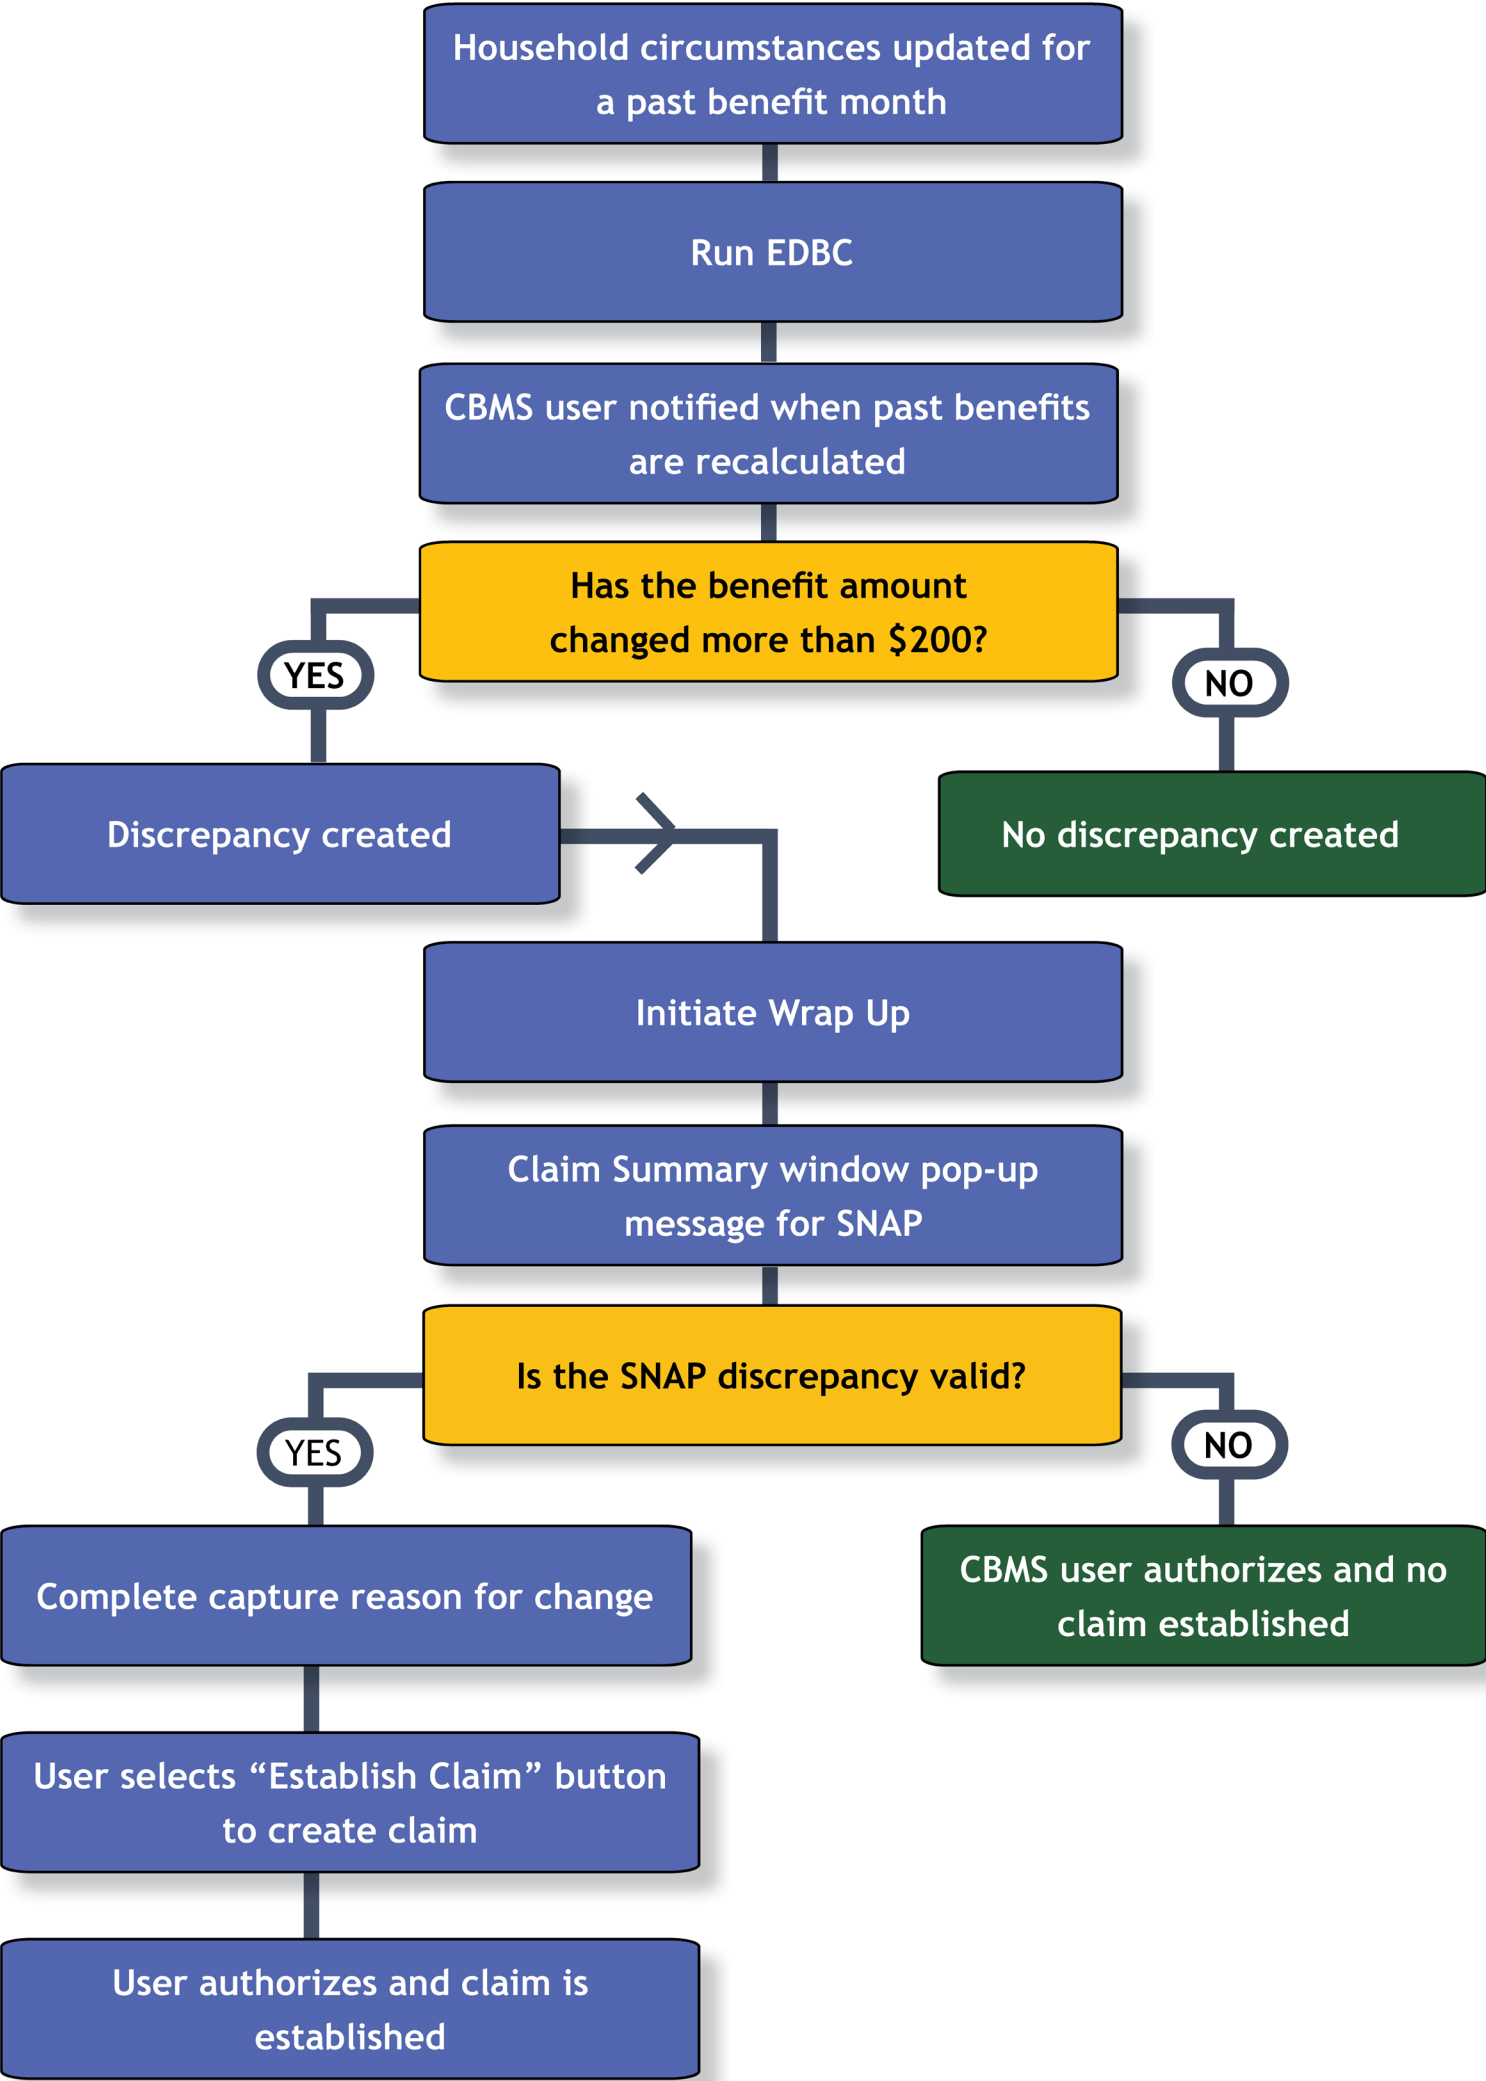 Household circumstances updated for
a past benefit month
Run EDBC
CBMS user notified when past benefits
are recalculated
Has the benefit amount
changed more than $200?
YES
NO
Discrepancy created
No discrepancy created
Initiate Wrap Up
Claim Summary window pop-up
message for SNAP
Is the SNAP discrepancy valid?
YES
NO
Complete capture reason for change
CBMS user authorizes and no
claim established
User selects “Establish Claim” button
to create claim
User authorizes and claim is
established